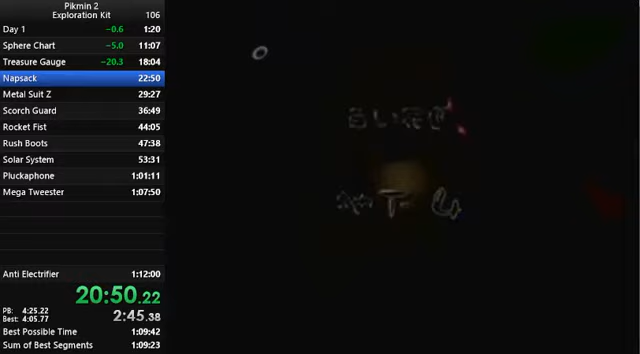 Pikmin 2
Exploration Kit 106
Day 1 −0.6 1:20
Sphere Chart −5.0 11:07
Treasure Gauge −20.3 18:04
Napsack 22:50
Metal Suit Z 29:27
Scorch Guard 36:49
Rocket Fist 44:05
Rush Boots 47:38
Solar System 53:31
Pluckaphone 1:01:11
Mega Tweester 1:07:50
Anti Electrifier 1:12:00
20:50.22
PB: 4:25.22
Best: 4:05.77
2:45.38
Best Possible Time 1:09:42
Sum of Best Segments 1:09:23